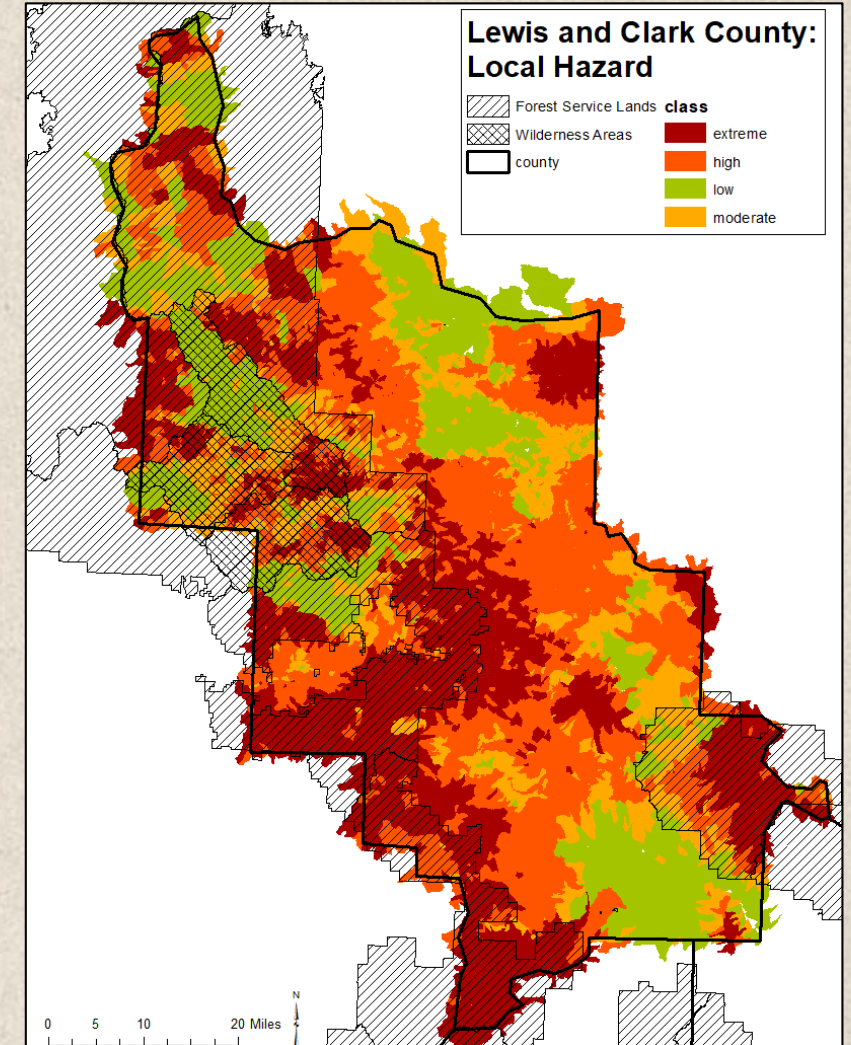 Lewis and Clark County:
Local Hazard
Forest Service Lands
Wilderness Areas
county
class
extreme
high
low
moderate
N
0 5 10 20 Miles